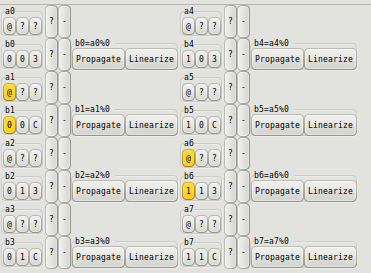 a0
@ ? ? ? -
b0 b0=a0%0
0 0 3 ? - Propagate Linearize
a1
@ ? ? ? -
b1 b1=a1%0
0 0 C ? - Propagate Linearize
a2
@ ? ? ? -
b2 b2=a2%0
0 1 3 ? - Propagate Linearize
a3
@ ? ? ? -
b3 b3=a3%0
0 1 C ? - Propagate Linearize
a4
@ ? ? ? -
b4 b4=a4%0
1 0 3 ? - Propagate Linearize
a5
@ ? ? ? -
b5 b5=a5%0
1 0 C ? - Propagate Linearize
a6
@ ? ? ? -
b6 b6=a6%0
1 1 3 ? - Propagate Linearize
a7
@ ? ? ? -
b7 b7=a7%0
1 1 C ? - Propagate Linearize